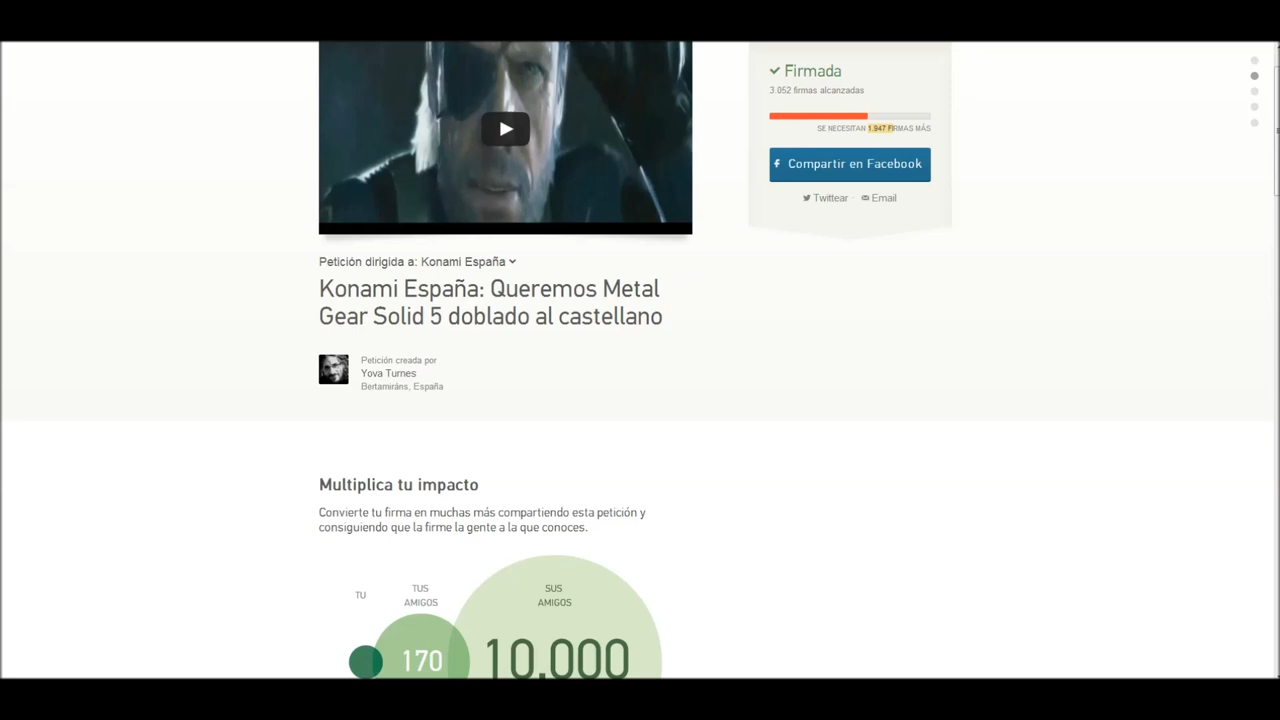 Firmada
3.052 firmas alcanzadas
SE NECESITAN 1.947 FIRMAS MÁS
Compartir en Facebook
Twittear · Email
Petición dirigida a: Konami España
Konami España: Queremos Metal
Gear Solid 5 doblado al castellano
Petición creada por
Yova Turnes
Bertamiráns, España
Multiplica tu impacto
Convierte tu firma en muchas más compartiendo esta petición y
consiguiendo que la firme la gente a la que conoces.
TU
TUS
AMIGOS
SUS
AMIGOS
170
10,000